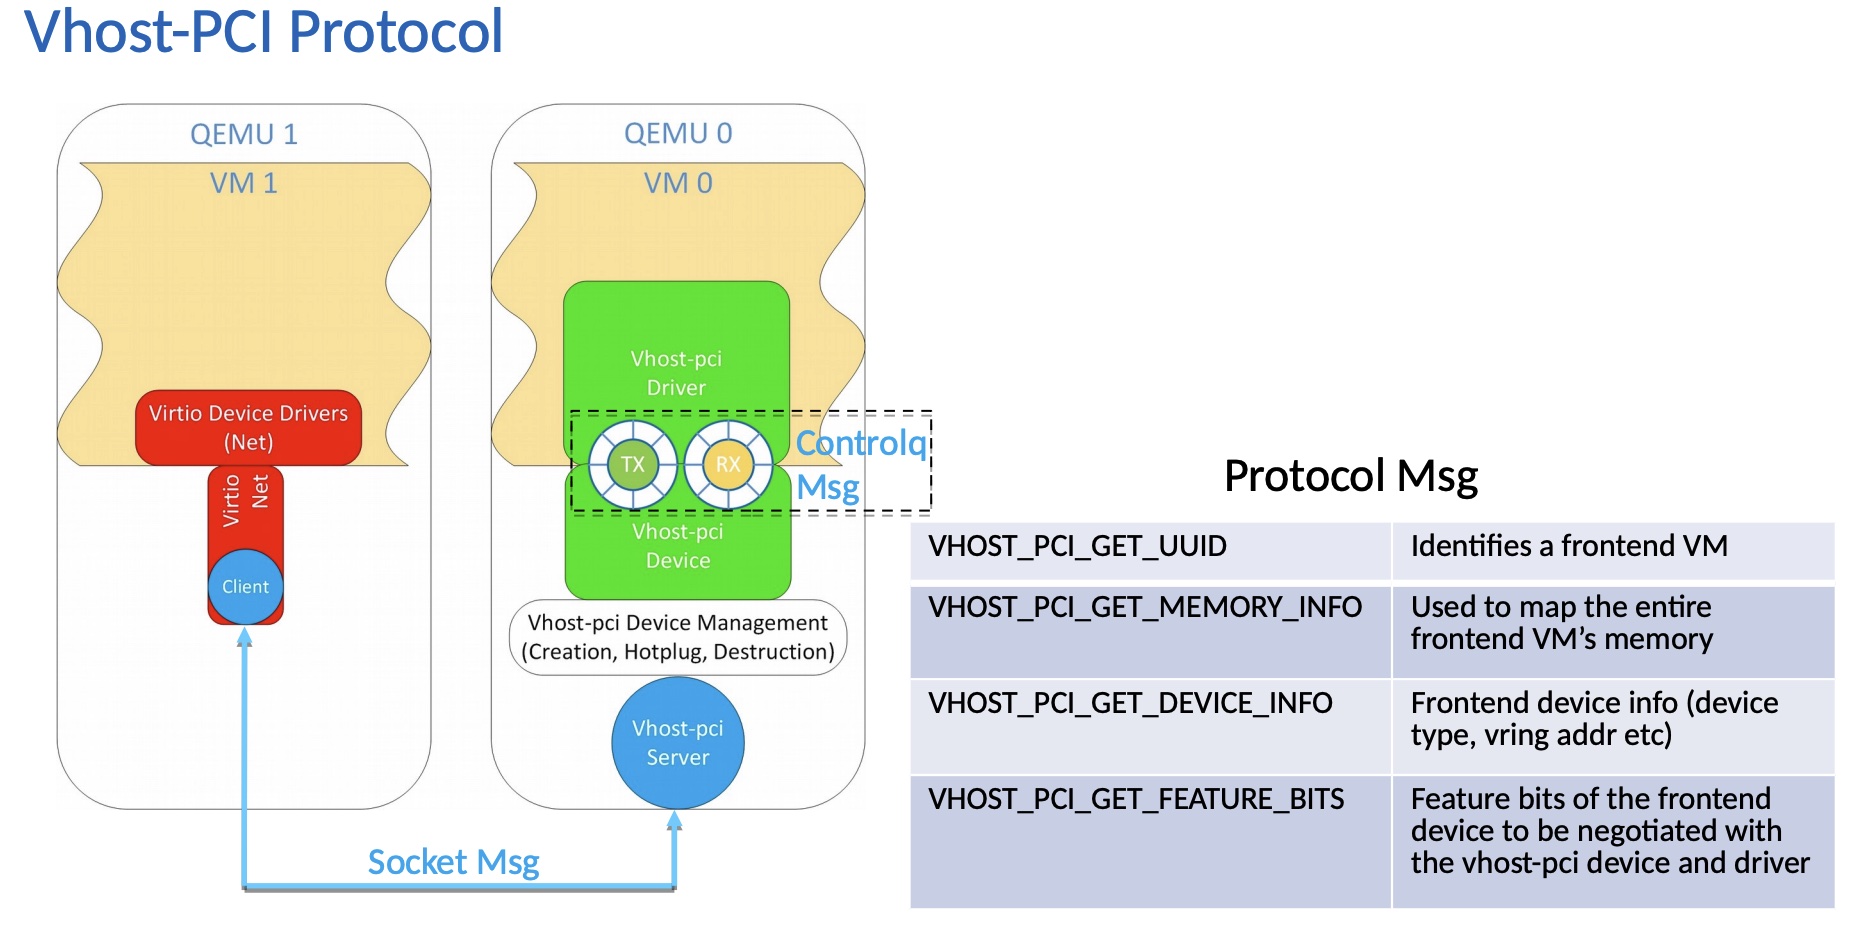 Vhost-PCI Protocol
QEMU 1
VM 1
Virtio Device Drivers
(Net)
Virtio
Net
Client
QEMU 0
VM 0
Vhost-pci
Driver
TX
RX
Controlq
Msg
Vhost-pci
Device
Vhost-pci Device Management
(Creation, Hotplug, Destruction)
Vhost-pci
Server
Socket Msg
Protocol Msg
VHOST_PCI_GET_UUID
Identifies a frontend VM
VHOST_PCI_GET_MEMORY_INFO
Used to map the entire
frontend VM’s memory
VHOST_PCI_GET_DEVICE_INFO
Frontend device info (device
type, vring addr etc)
VHOST_PCI_GET_FEATURE_BITS
Feature bits of the frontend
device to be negotiated with
the vhost-pci device and driver